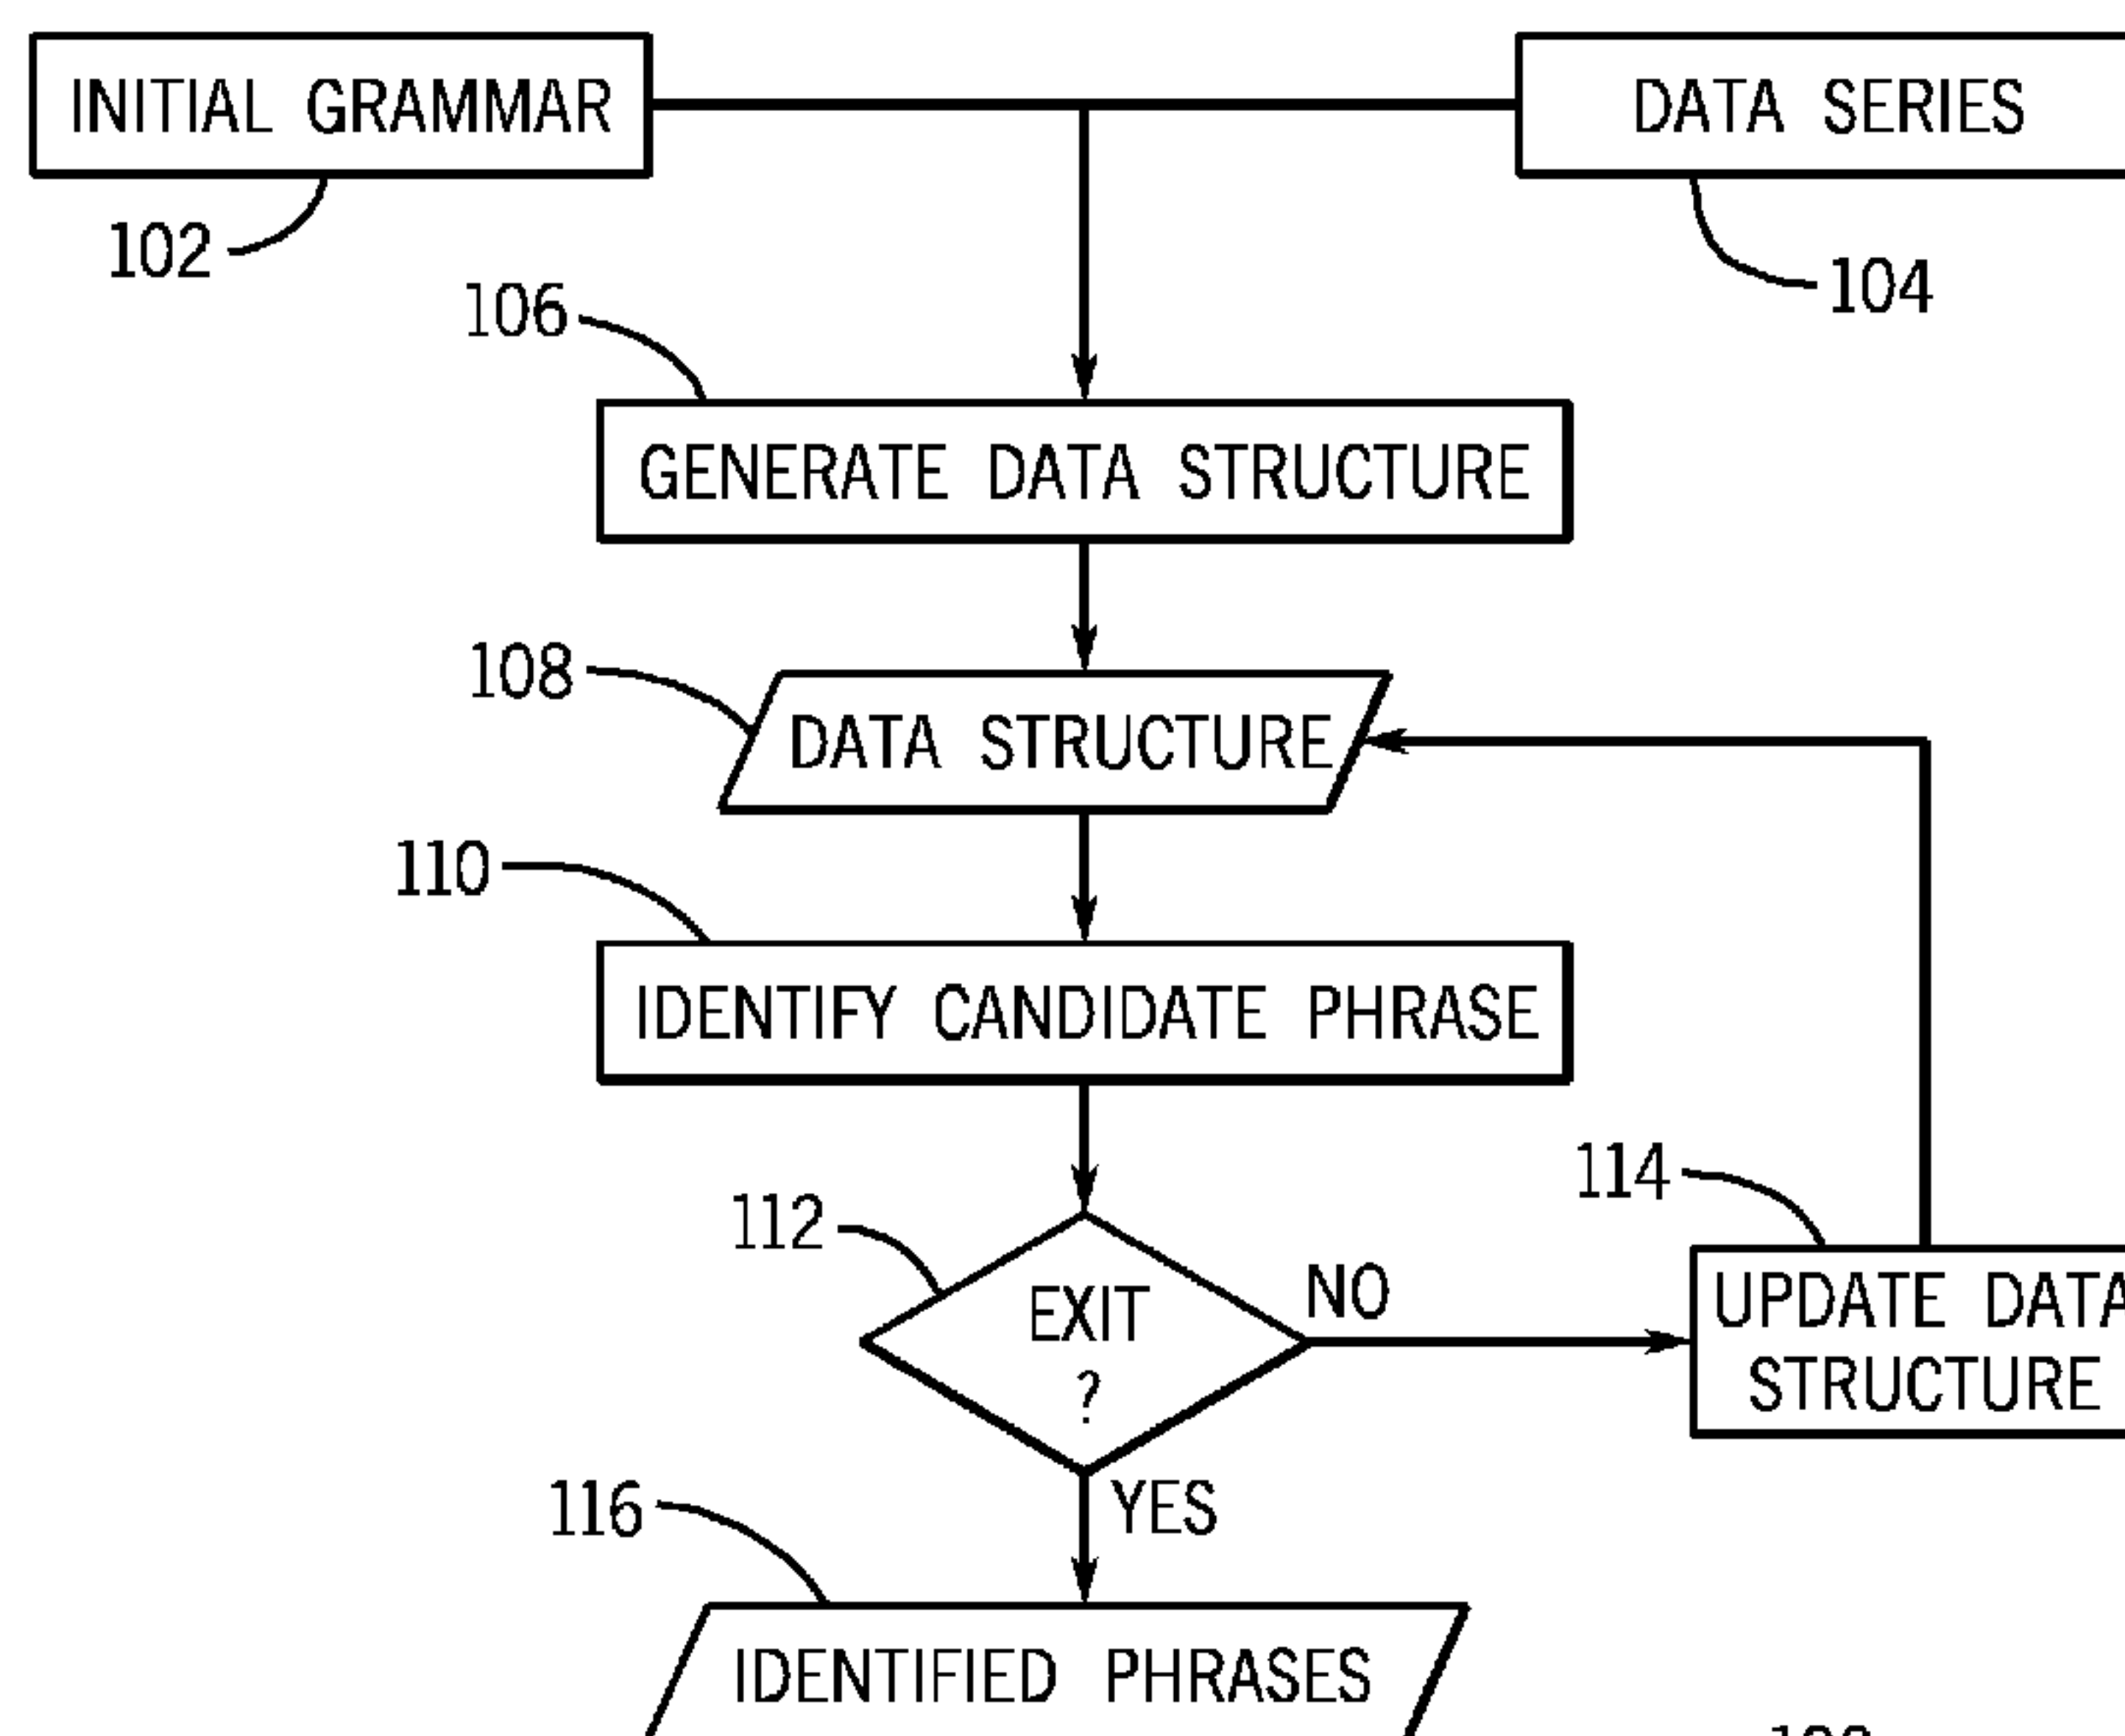 INITIAL GRAMMAR
DATA SERIES
102
104
106
GENERATE DATA STRUCTURE
108
DATA STRUCTURE
110
IDENTIFY CANDIDATE PHRASE
114
112
EXIT
?
NO
UPDATE DATA
STRUCTURE
YES
116
IDENTIFIED PHRASES